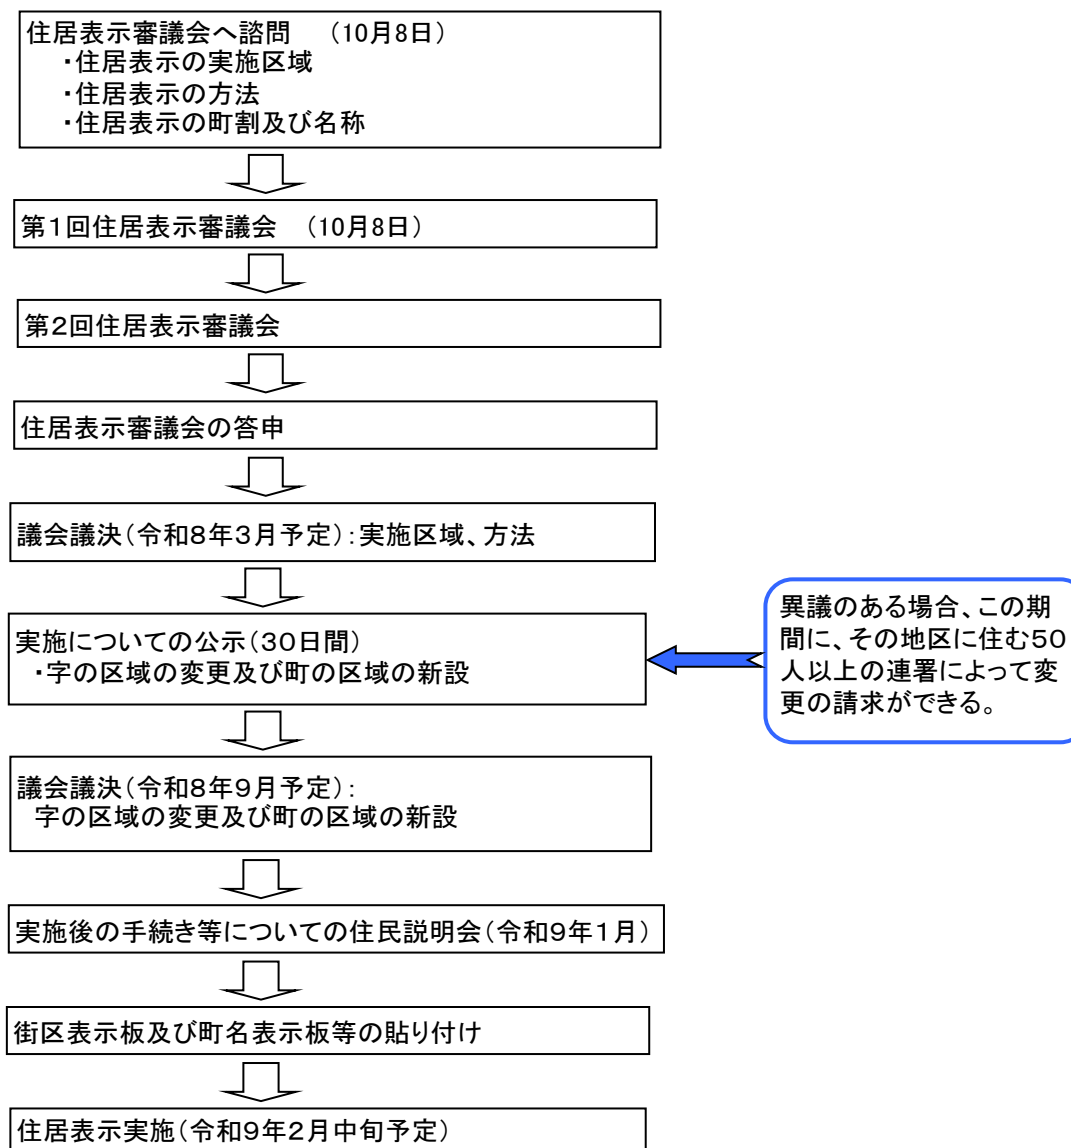 住居表示審議会へ諮問　（10月8日）
・住居表示の実施区域
・住居表示の方法
・住居表示の町割及び名称
第１回住居表示審議会　（10月8日）
第２回住居表示審議会
住居表示審議会の答申
議会議決（令和８年３月予定）：実施区域、方法
実施についての公示（３０日間）
・字の区域の変更及び町の区域の新設
異議のある場合、この期
間に、その地区に住む５０
人以上の連署によって変
更の請求ができる。
議会議決（令和８年９月予定）：
字の区域の変更及び町の区域の新設
実施後の手続き等についての住民説明会（令和９年１月）
街区表示板及び町名表示板等の貼り付け
住居表示実施（令和９年２月中旬予定）